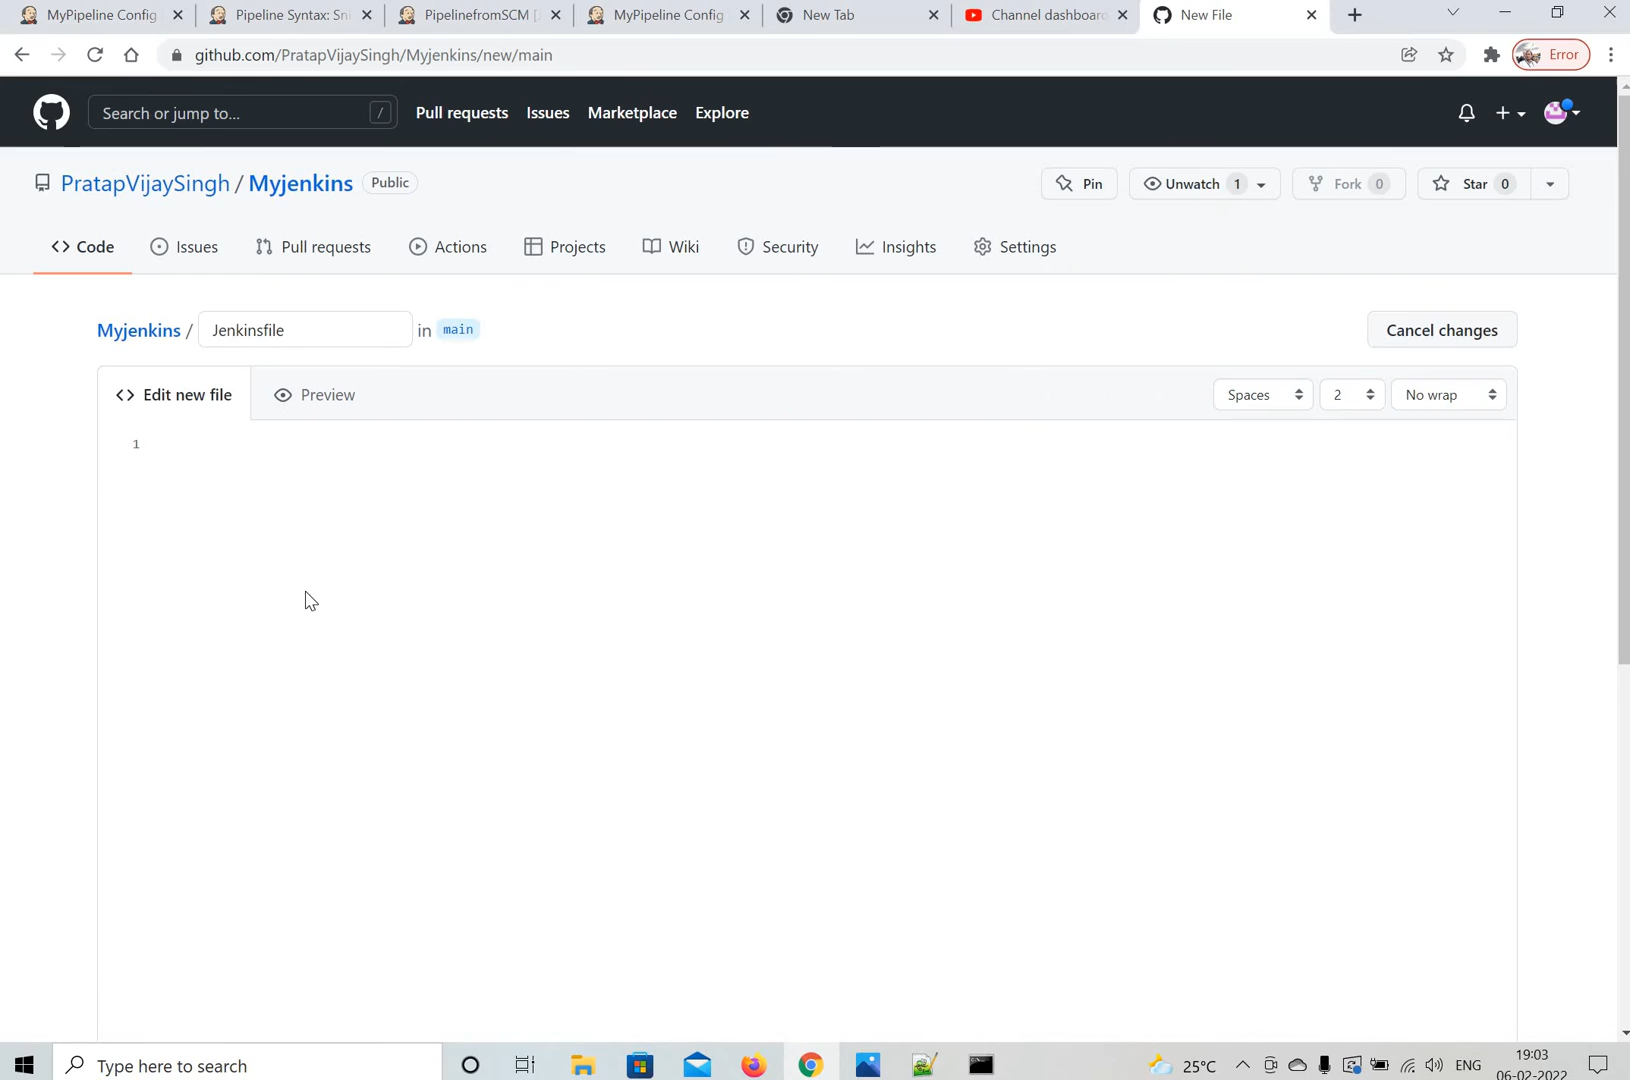 MyPipeline Config
Pipeline Syntax: Sni
PipelinefromSCM [
MyPipeline Config
New Tab
Channel dashboard
New File
github.com/PratapVijaySingh/Myjenkins/new/main
Error
Search or jump to...
/
Pull requests
Issues
Marketplace
Explore
PratapVijaySingh / Myjenkins Public
Pin
Unwatch 1
Fork 0
Star 0
Code
Issues
Pull requests
Actions
Projects
Wiki
Security
Insights
Settings
Myjenkins / Jenkinsfile in main
Cancel changes
Edit new file
Preview
Spaces
2
No wrap
1
Type here to search
25°C
ENG
19:03
06-02-2022